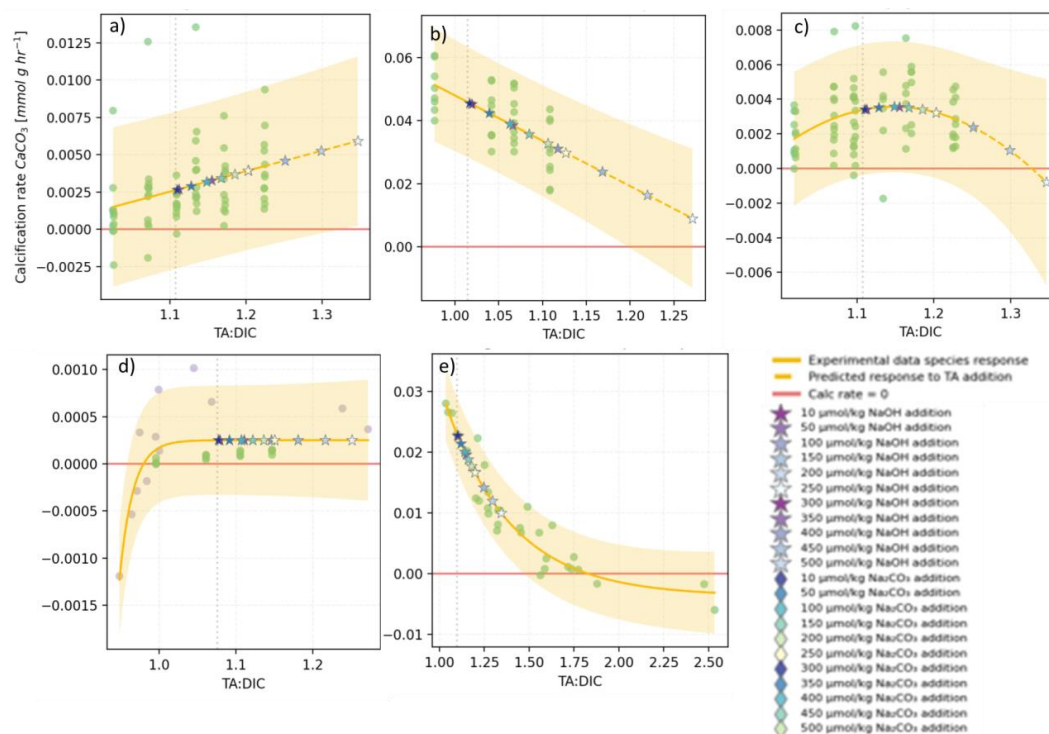 a)
b)
c)
Calcification rate CaCO₃ [mmol g hr⁻¹]
0.0125
0.0100
0.0075
0.0050
0.0025
0.0000
−0.0025
1.1
1.2
1.3
TA:DIC
0.06
0.04
0.02
0.00
1.00
1.05
1.10
1.15
1.20
1.25
TA:DIC
0.006
0.004
0.002
0.000
−0.002
−0.004
−0.006
1.1
1.2
1.3
TA:DIC
d)
0.0010
0.0005
0.0000
−0.0005
−0.0010
−0.0015
1.0
1.1
1.2
TA:DIC
e)
0.03
0.02
0.01
0.00
−0.01
1.00
1.25
1.50
1.75
2.00
2.25
2.50
TA:DIC
Experimental data species response
Predicted response to TA addition
Calc rate = 0
10 μmol/kg NaOH addition
50 μmol/kg NaOH addition
100 μmol/kg NaOH addition
150 μmol/kg NaOH addition
200 μmol/kg NaOH addition
250 μmol/kg NaOH addition
300 μmol/kg NaOH addition
350 μmol/kg NaOH addition
400 μmol/kg NaOH addition
450 μmol/kg NaOH addition
500 μmol/kg NaOH addition
10 μmol/kg Na₂CO₃ addition
50 μmol/kg Na₂CO₃ addition
100 μmol/kg Na₂CO₃ addition
150 μmol/kg Na₂CO₃ addition
200 μmol/kg Na₂CO₃ addition
250 μmol/kg Na₂CO₃ addition
300 μmol/kg Na₂CO₃ addition
350 μmol/kg Na₂CO₃ addition
400 μmol/kg Na₂CO₃ addition
450 μmol/kg Na₂CO₃ addition
500 μmol/kg Na₂CO₃ addition